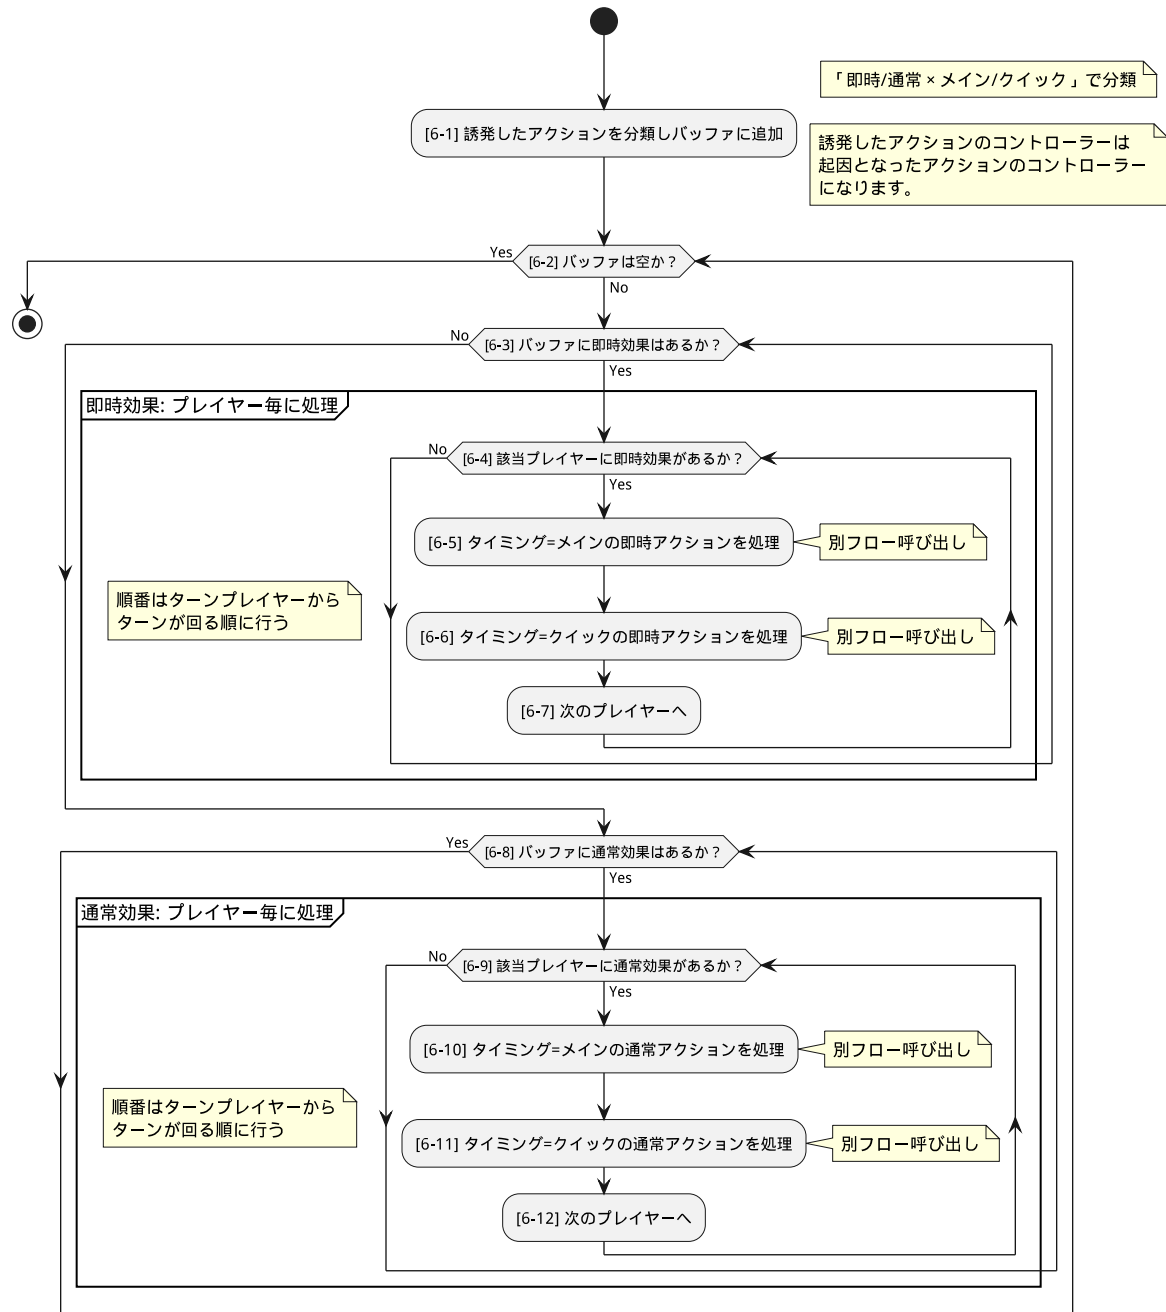 「即時/通常 × メイン/クイック」で分類
[6-1] 誘発したアクションを分類しバッファに追加
誘発したアクションのコントローラーは
起因となったアクションのコントローラー
になります。
Yes
[6-2] バッファは空か？
No
No
[6-3] バッファに即時効果はあるか？
Yes
即時効果: プレイヤー毎に処理
No
[6-4] 該当プレイヤーに即時効果があるか？
Yes
[6-5] タイミング=メインの即時アクションを処理
別フロー呼び出し
順番はターンプレイヤーから
ターンが回る順に行う
[6-6] タイミング=クイックの即時アクションを処理
別フロー呼び出し
[6-7] 次のプレイヤーへ
Yes
[6-8] バッファに通常効果はあるか？
Yes
通常効果: プレイヤー毎に処理
No
[6-9] 該当プレイヤーに通常効果があるか？
Yes
[6-10] タイミング=メインの通常アクションを処理
別フロー呼び出し
順番はターンプレイヤーから
ターンが回る順に行う
[6-11] タイミング=クイックの通常アクションを処理
別フロー呼び出し
[6-12] 次のプレイヤーへ